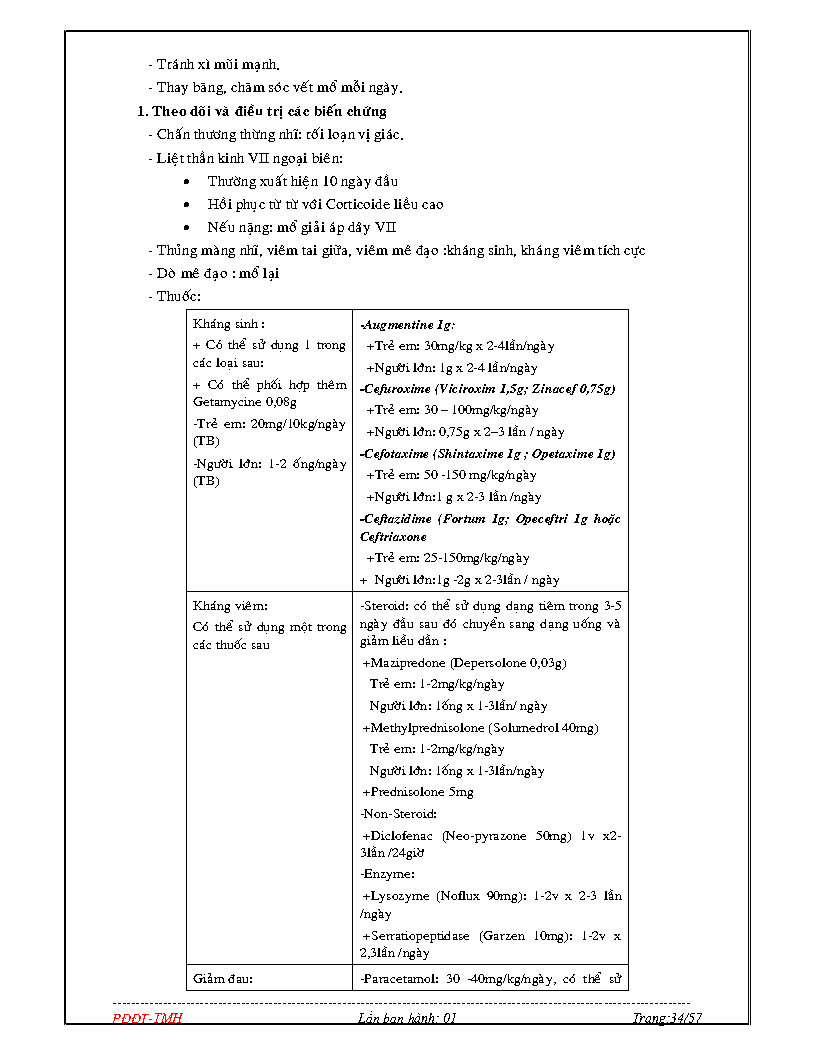 - Tránh xì mũi mạnh.
- Thay băng, chăm sóc vết mổ mỗi ngày.
1. Theo dõi và điều trị các biến chứng
- Chấn thương thừng nhĩ: rối loạn vị giác.
- Liệt thần kinh VII ngoại biên:
• Thường xuất hiện 10 ngày đầu
• Hồi phục từ từ với Corticoide liều cao
• Nếu nặng: mổ giải áp dây VII
- Thủng màng nhĩ, viêm tai giữa, viêm mê đạo :kháng sinh, kháng viêm tích cực
- Dò mê đạo : mổ lại
- Thuốc:
Kháng sinh :
+ Có thể sử dụng 1 trong
các loại sau:
+ Có thể phối hợp thêm
Getamycine 0,08g
-Trẻ em: 20mg/10kg/ngày
(TB)
-Người lớn: 1-2 ống/ngày
(TB)
-Augmentine 1g:
+Trẻ em: 30mg/kg x 2-4lần/ngày
+Người lớn: 1g x 2-4 lần/ngày
-Cefuroxime (Viciroxim 1,5g; Zinacef 0,75g)
+Trẻ em: 30 – 100mg/kg/ngày
+Người lớn: 0,75g x 2–3 lần / ngày
-Cefotaxime (Shintaxime 1g ; Opetaxime 1g)
+Trẻ em: 50 -150 mg/kg/ngày
+Người lớn:1 g x 2-3 lần /ngày
-Ceftazidime (Fortum 1g; Opeceftri 1g hoặc
Ceftriaxone
+Trẻ em: 25-150mg/kg/ngày
+ Người lớn:1g -2g x 2-3lần / ngày
Kháng viêm:
Có thể sử dụng một trong
các thuốc sau
-Steroid: có thể sử dụng dạng tiêm trong 3-5
ngày đầu sau đó chuyển sang dạng uống và
giảm liều dần :
+Mazipredone (Depersolone 0,03g)
Trẻ em: 1-2mg/kg/ngày
Người lớn: 1ống x 1-3lần/ ngày
+Methylprednisolone (Solumedrol 40mg)
Trẻ em: 1-2mg/kg/ngày
Người lớn: 1ống x 1-3lần/ngày
+Prednisolone 5mg
-Non-Steroid:
+Diclofenac (Neo-pyrazone 50mg) 1v x2-
3lần /24giờ
-Enzyme:
+Lysozyme (Noflux 90mg): 1-2v x 2-3 lần
/ngày
+Serratiopeptidase (Garzen 10mg): 1-2v x
2,3lần /ngày
Giảm đau:
-Paracetamol: 30 -40mg/kg/ngày, có thể sử
PĐĐT-TMH Lần ban hành: 01 Trang:34/57